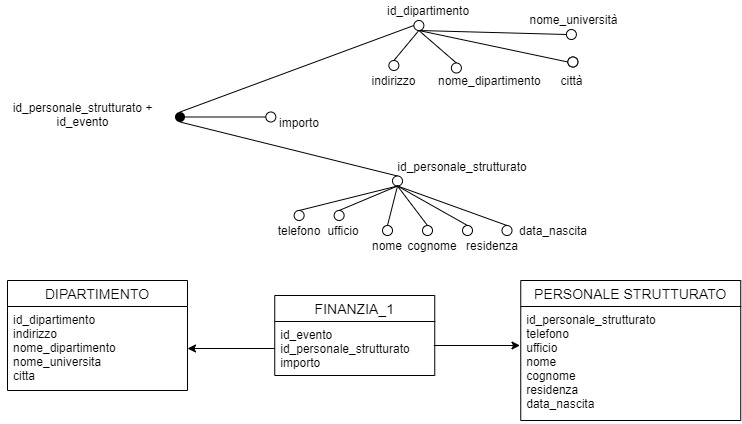 id_dipartimento
nome_università
indirizzo
nome_dipartimento
città
id_personale_strutturato +
id_evento
importo
id_personale_strutturato
telefono
ufficio
nome
cognome
residenza
data_nascita
DIPARTIMENTO
id_dipartimento
indirizzo
nome_dipartimento
nome_universita
citta
FINANZIA_1
id_evento
id_personale_strutturato
importo
PERSONALE STRUTTURATO
id_personale_strutturato
telefono
ufficio
nome
cognome
residenza
data_nascita